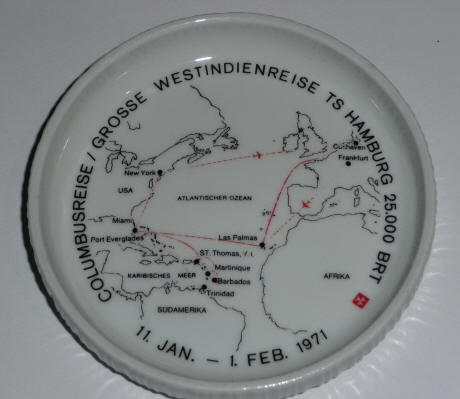 COLUMBUSREISE / GROSSE WESTINDIENREISE TS HAMBURG 25.000 BRT
Cuxhaven
Frankfurt
New York
USA
ATLANTISCHER OZEAN
Miami
Port Everglades
Las Palmas
ST. Thomas, V. I.
Martinique
KARIBISCHES MEER
Barbados
Trinidad
AFRIKA
SÜDAMERIKA
11. JAN. – 1. FEB. 1971